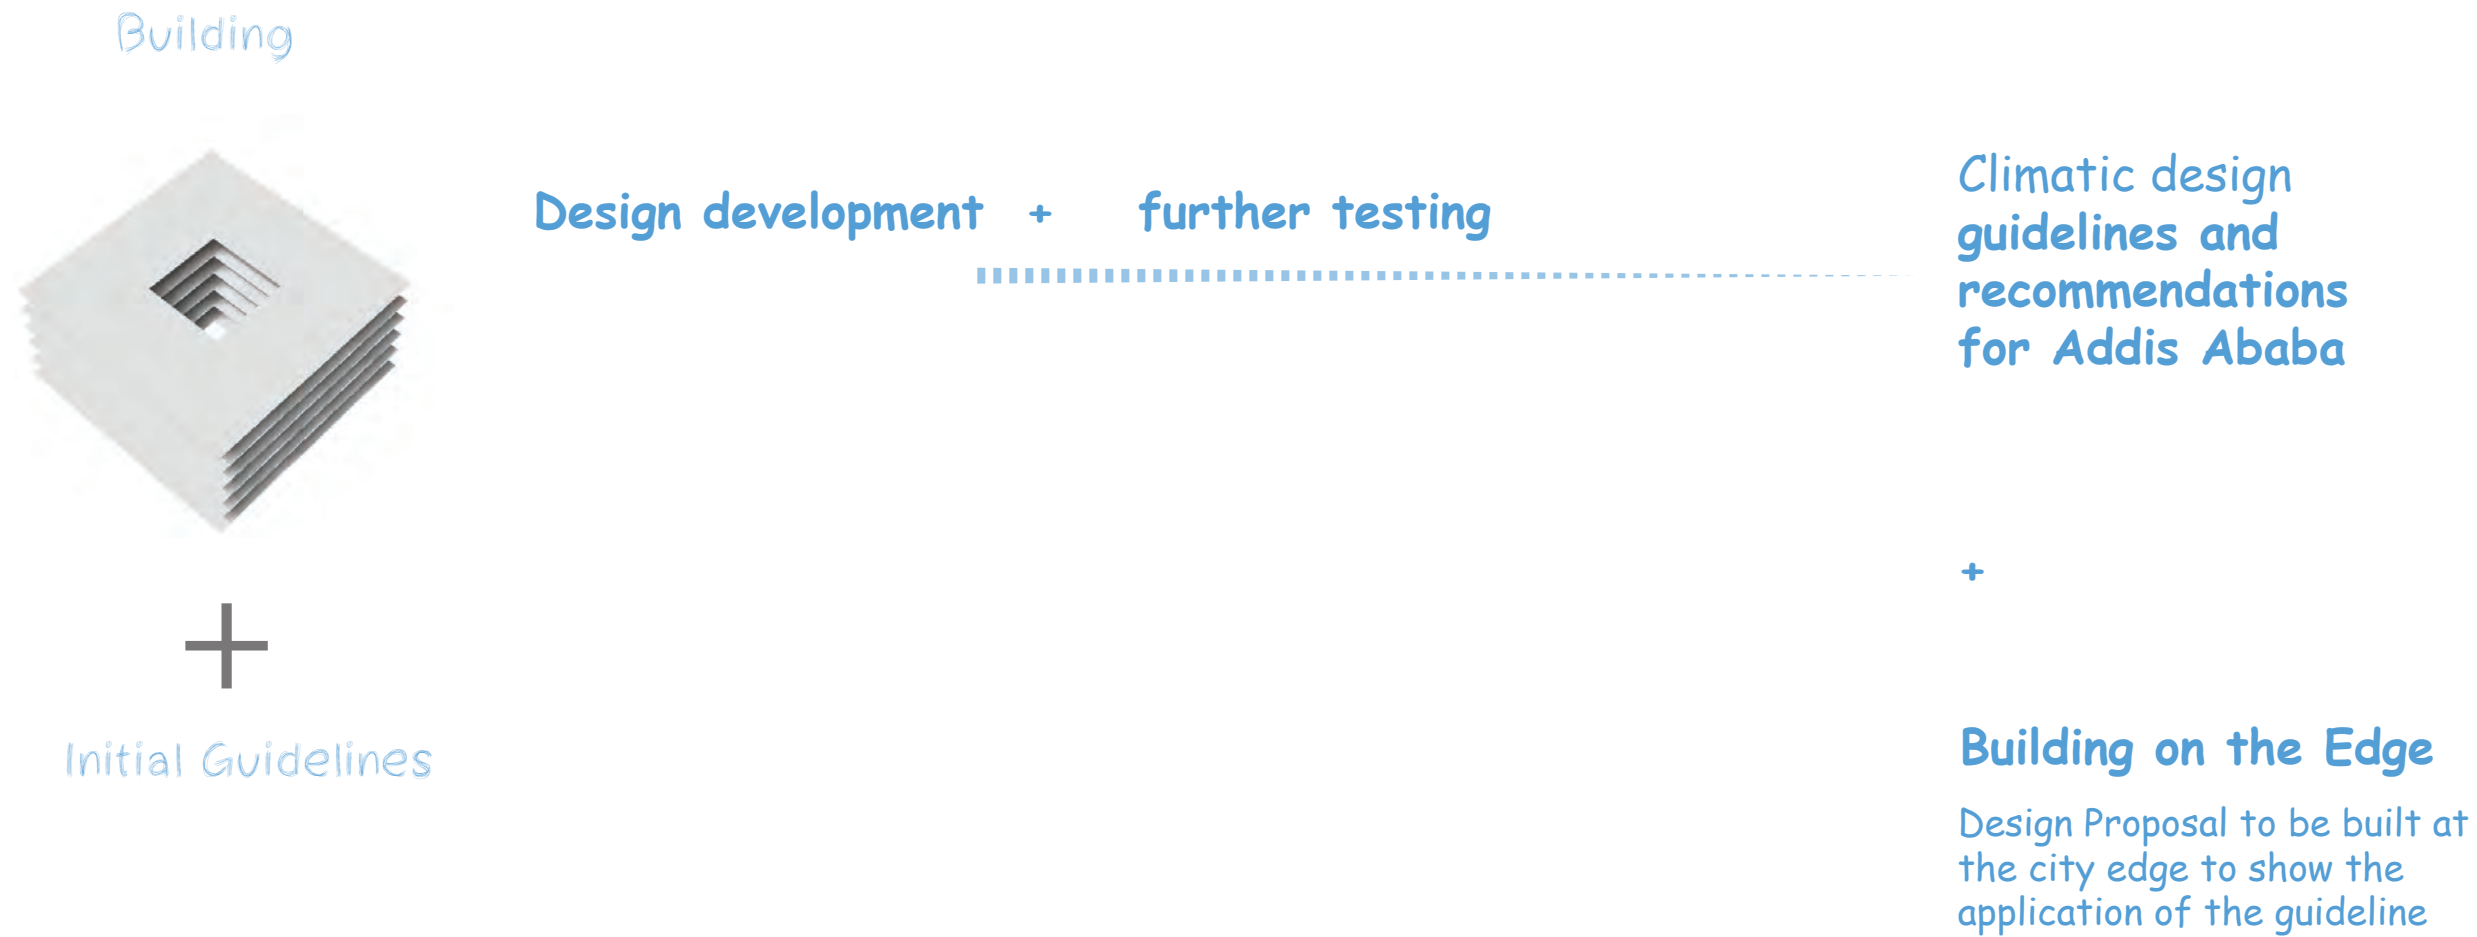 Building
Design development + further testing
Climatic design
guidelines and
recommendations
for Addis Ababa
+
+
Initial Guidelines
Building on the Edge
Design Proposal to be built at
the city edge to show the
application of the guideline